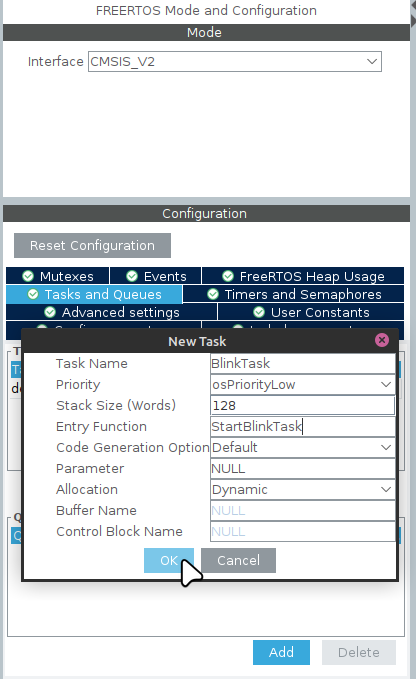 FREERTOS Mode and Configuration
Mode
Interface CMSIS_V2
Configuration
Reset Configuration
Mutexes Events FreeRTOS Heap Usage
Tasks and Queues Timers and Semaphores
Advanced settings User Constants
New Task
Task Name BlinkTask
Priority osPriorityLow
Stack Size (Words) 128
Entry Function StartBlinkTask
Code Generation Option Default
Parameter NULL
Allocation Dynamic
Buffer Name NULL
Control Block Name NULL
OK Cancel
Add Delete